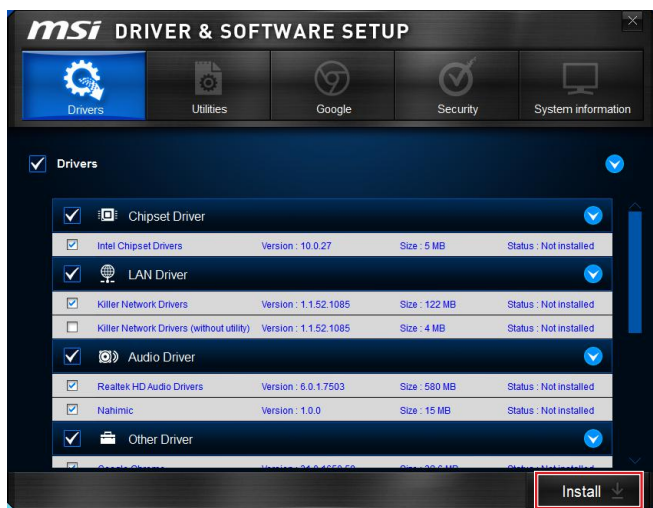 msi DRIVER & SOFTWARE SETUP
Drivers Utilities Google Security System information
Drivers
Chipset Driver
Intel Chipset Drivers Version : 10.0.27 Size : 5 MB Status : Not installed
LAN Driver
Killer Network Drivers Version : 1.1.52.1085 Size : 122 MB Status : Not installed
Killer Network Drivers (without utility) Version : 1.1.52.1085 Size : 4 MB Status : Not installed
Audio Driver
Realtek HD Audio Drivers Version : 6.0.1.7503 Size : 580 MB Status : Not installed
Nahimic Version : 1.0.0 Size : 15 MB Status : Not installed
Other Driver
Install